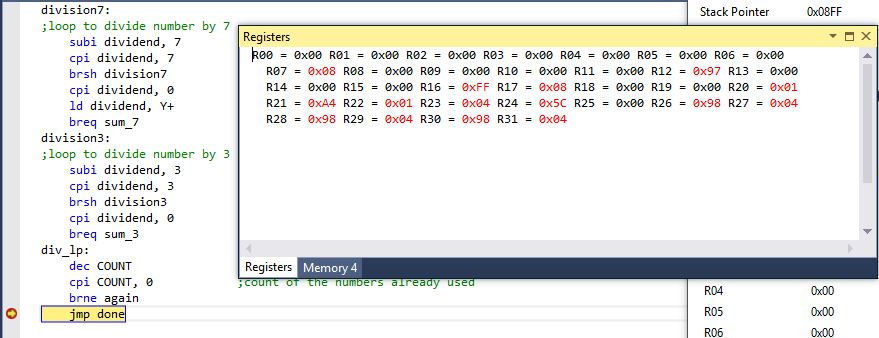 division7:
;loop to divide number by 7
subi dividend, 7
cpi dividend, 7
brsh division7
cpi dividend, 0
ld dividend, Y+
breq sum_7
division3:
;loop to divide number by 3
subi dividend, 3
cpi dividend, 3
brsh division3
cpi dividend, 0
breq sum_3
div_lp:
dec COUNT
cpi COUNT, 0 ;count of the numbers already used
brne again
jmp done
Stack Pointer 0x08FF
Registers
R00 = 0x00 R01 = 0x00 R02 = 0x00 R03 = 0x00 R04 = 0x00 R05 = 0x00 R06 = 0x00
R07 = 0x08 R08 = 0x00 R09 = 0x00 R10 = 0x00 R11 = 0x00 R12 = 0x97 R13 = 0x00
R14 = 0x00 R15 = 0x00 R16 = 0xFF R17 = 0x08 R18 = 0x00 R19 = 0x00 R20 = 0x01
R21 = 0xA4 R22 = 0x01 R23 = 0x04 R24 = 0x5C R25 = 0x00 R26 = 0x98 R27 = 0x04
R28 = 0x98 R29 = 0x04 R30 = 0x98 R31 = 0x04
Registers Memory 4
R04 0x00
R05 0x00
R06 0x00